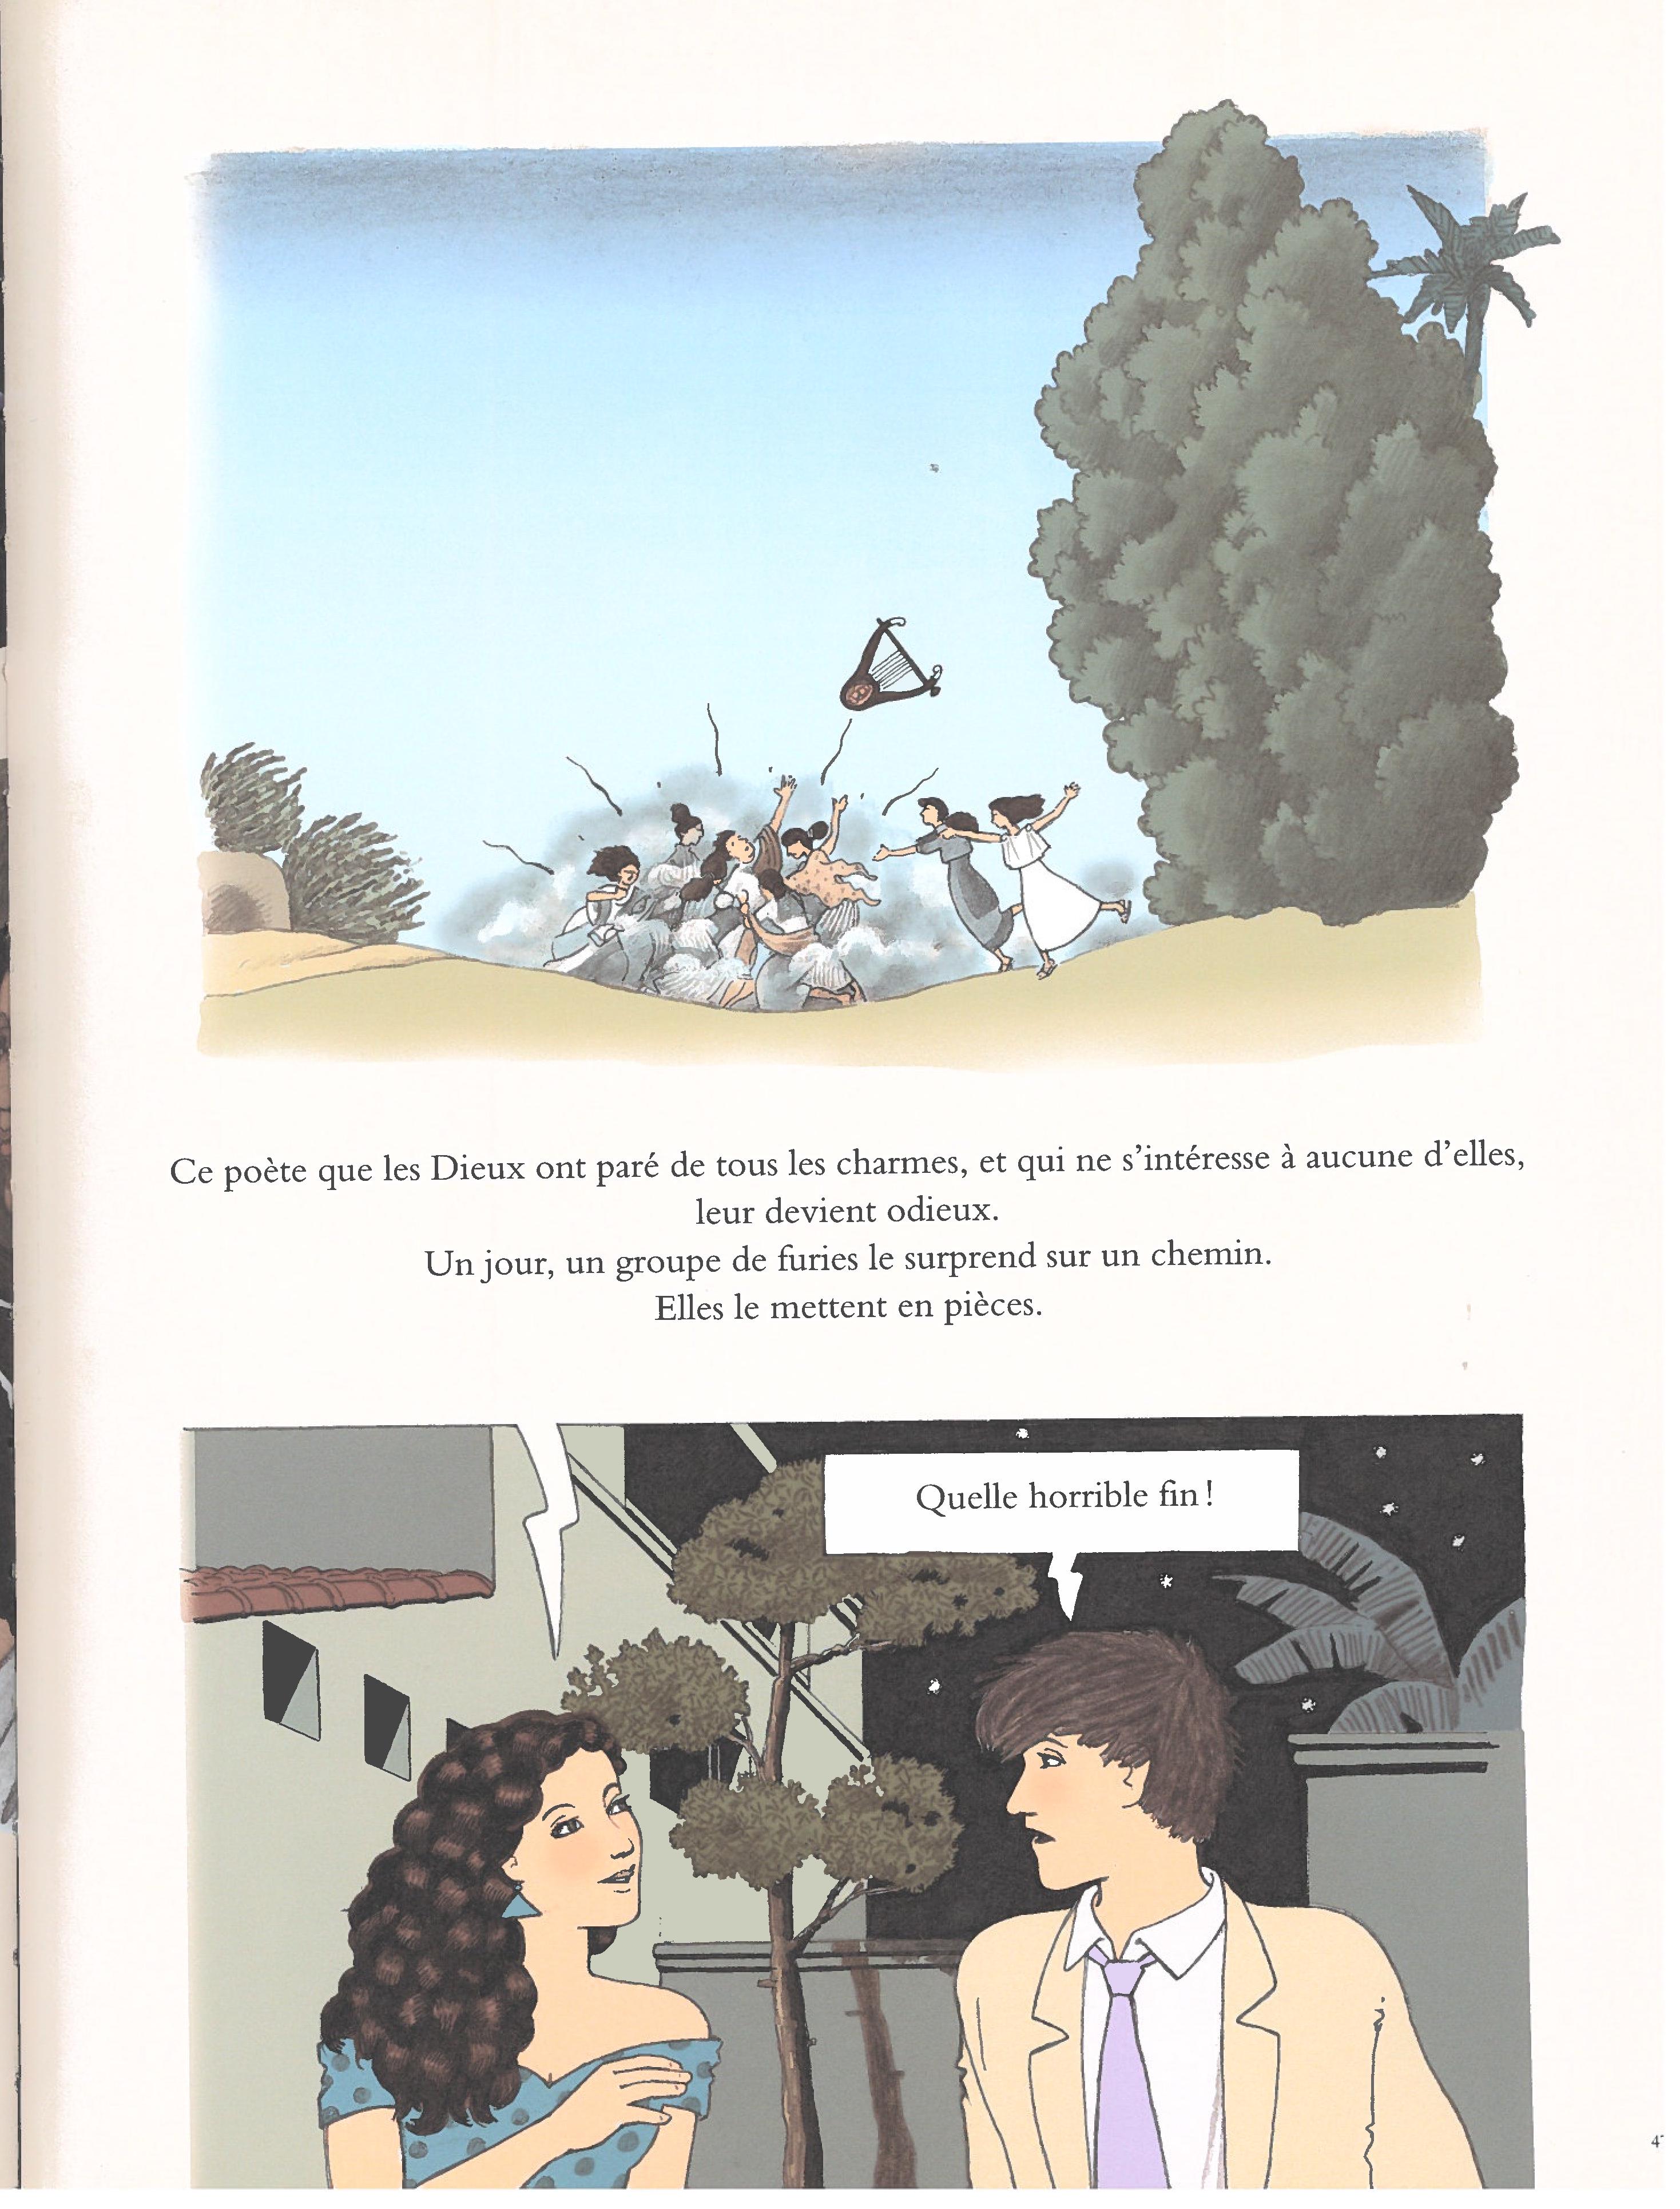 Ce poète que les Dieux ont paré de tous les charmes, et qui ne s'intéresse à aucune d'elles,
leur devient odieux.
Un jour, un groupe de furies le surprend sur un chemin.
Elles le mettent en pièces.
Quelle horrible fin !